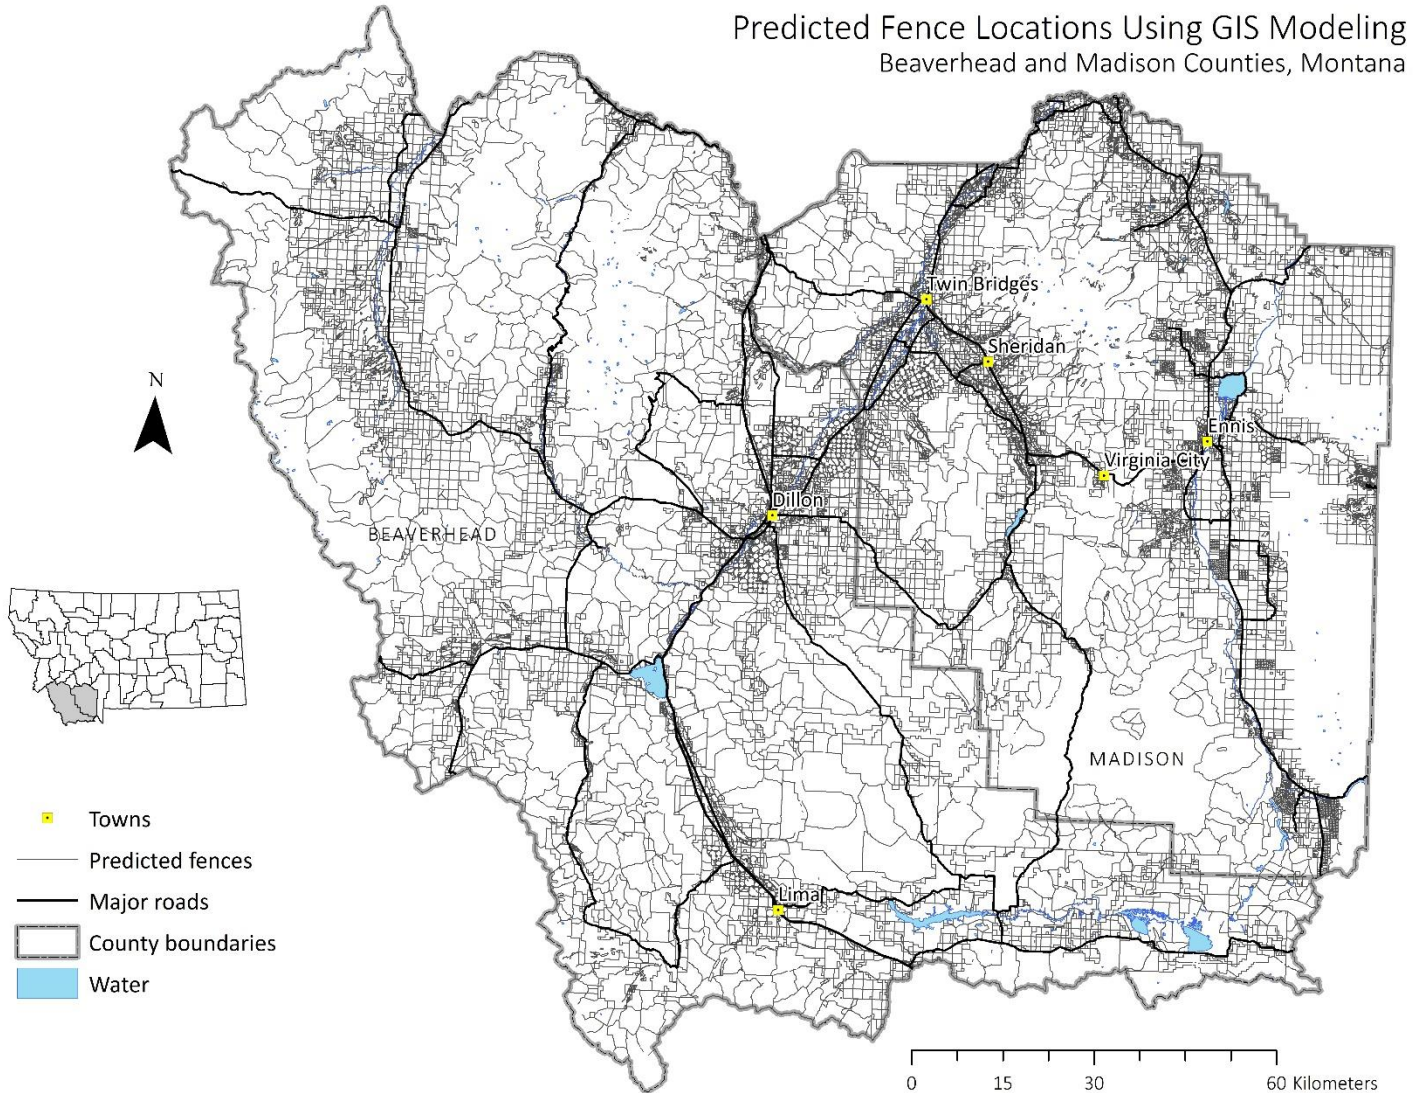 Predicted Fence Locations Using GIS Modeling
Beaverhead and Madison Counties, Montana
Twin Bridges
Sheridan
N
Ennis
Virginia City
Dillon
BEAVERHEAD
MADISON
Towns
Predicted fences
Major roads
Lima
County boundaries
Water
0 15 30 60 Kilometers